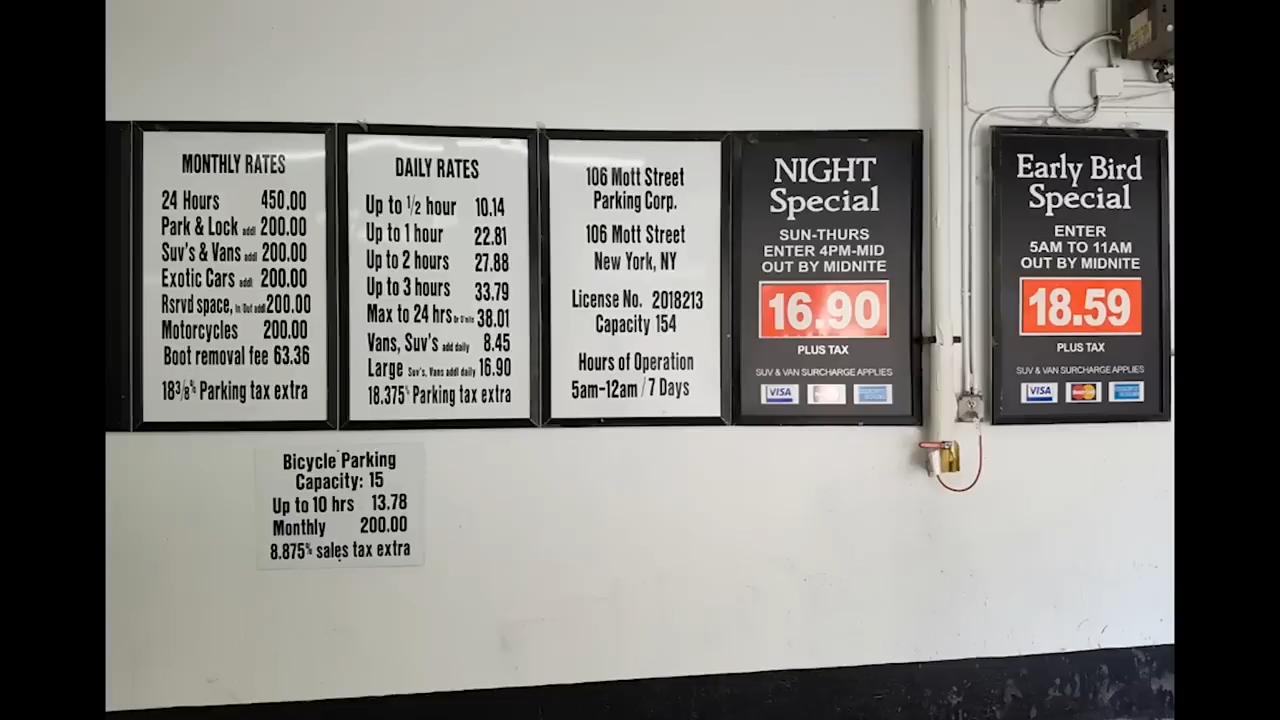 MONTHLY RATES
24 Hours 450.00
Park & Lock addl 200.00
Suv's & Vans addl 200.00
Exotic Cars addl 200.00
Rsrvd space, In/Out addl 200.00
Motorcycles 200.00
Boot removal fee 63.36
18 3/8% Parking tax extra
DAILY RATES
Up to 1/2 hour 10.14
Up to 1 hour 22.81
Up to 2 hours 27.88
Up to 3 hours 33.79
Max to 24 hrs 38.01
Vans, Suv's add daily 8.45
Large Suv's, Vans addl daily 16.90
18.375% Parking tax extra
106 Mott Street
Parking Corp.
106 Mott Street
New York, NY
License No. 2018213
Capacity 154
Hours of Operation
5am-12am / 7 Days
NIGHT
Special
SUN-THURS
ENTER 4PM-MID
OUT BY MIDNITE
16.90
PLUS TAX
SUV & VAN SURCHARGE APPLIES
VISA
Early Bird
Special
ENTER
5AM TO 11AM
OUT BY MIDNITE
18.59
PLUS TAX
SUV & VAN SURCHARGE APPLIES
VISA MasterCard
Bicycle Parking
Capacity: 15
Up to 10 hrs 13.78
Monthly 200.00
8.875% sales tax extra